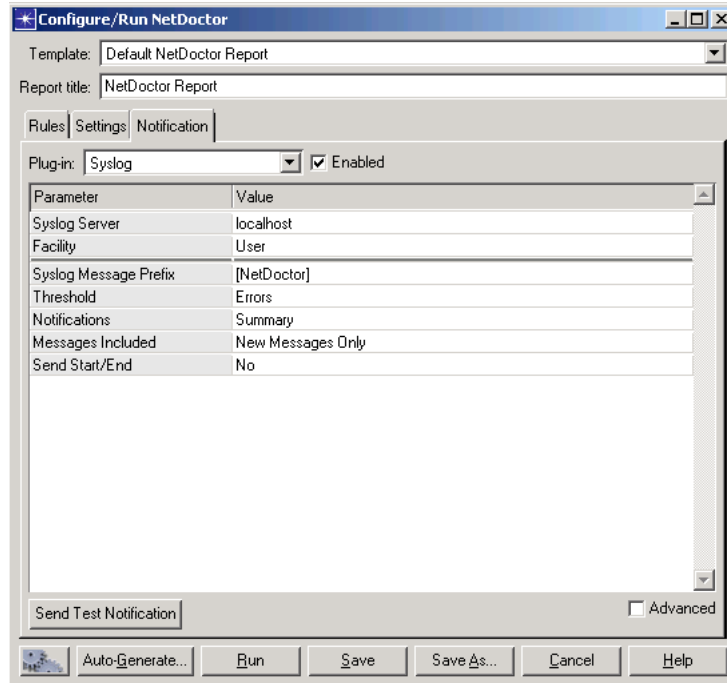 Configure/Run NetDoctor
Template: Default NetDoctor Report
Report title: NetDoctor Report
Rules Settings Notification
Plug-in: Syslog Enabled
Parameter Value
Syslog Server localhost
Facility User
Syslog Message Prefix [NetDoctor]
Threshold Errors
Notifications Summary
Messages Included New Messages Only
Send Start/End No
Send Test Notification Advanced
Auto-Generate... Run Save Save As... Cancel Help